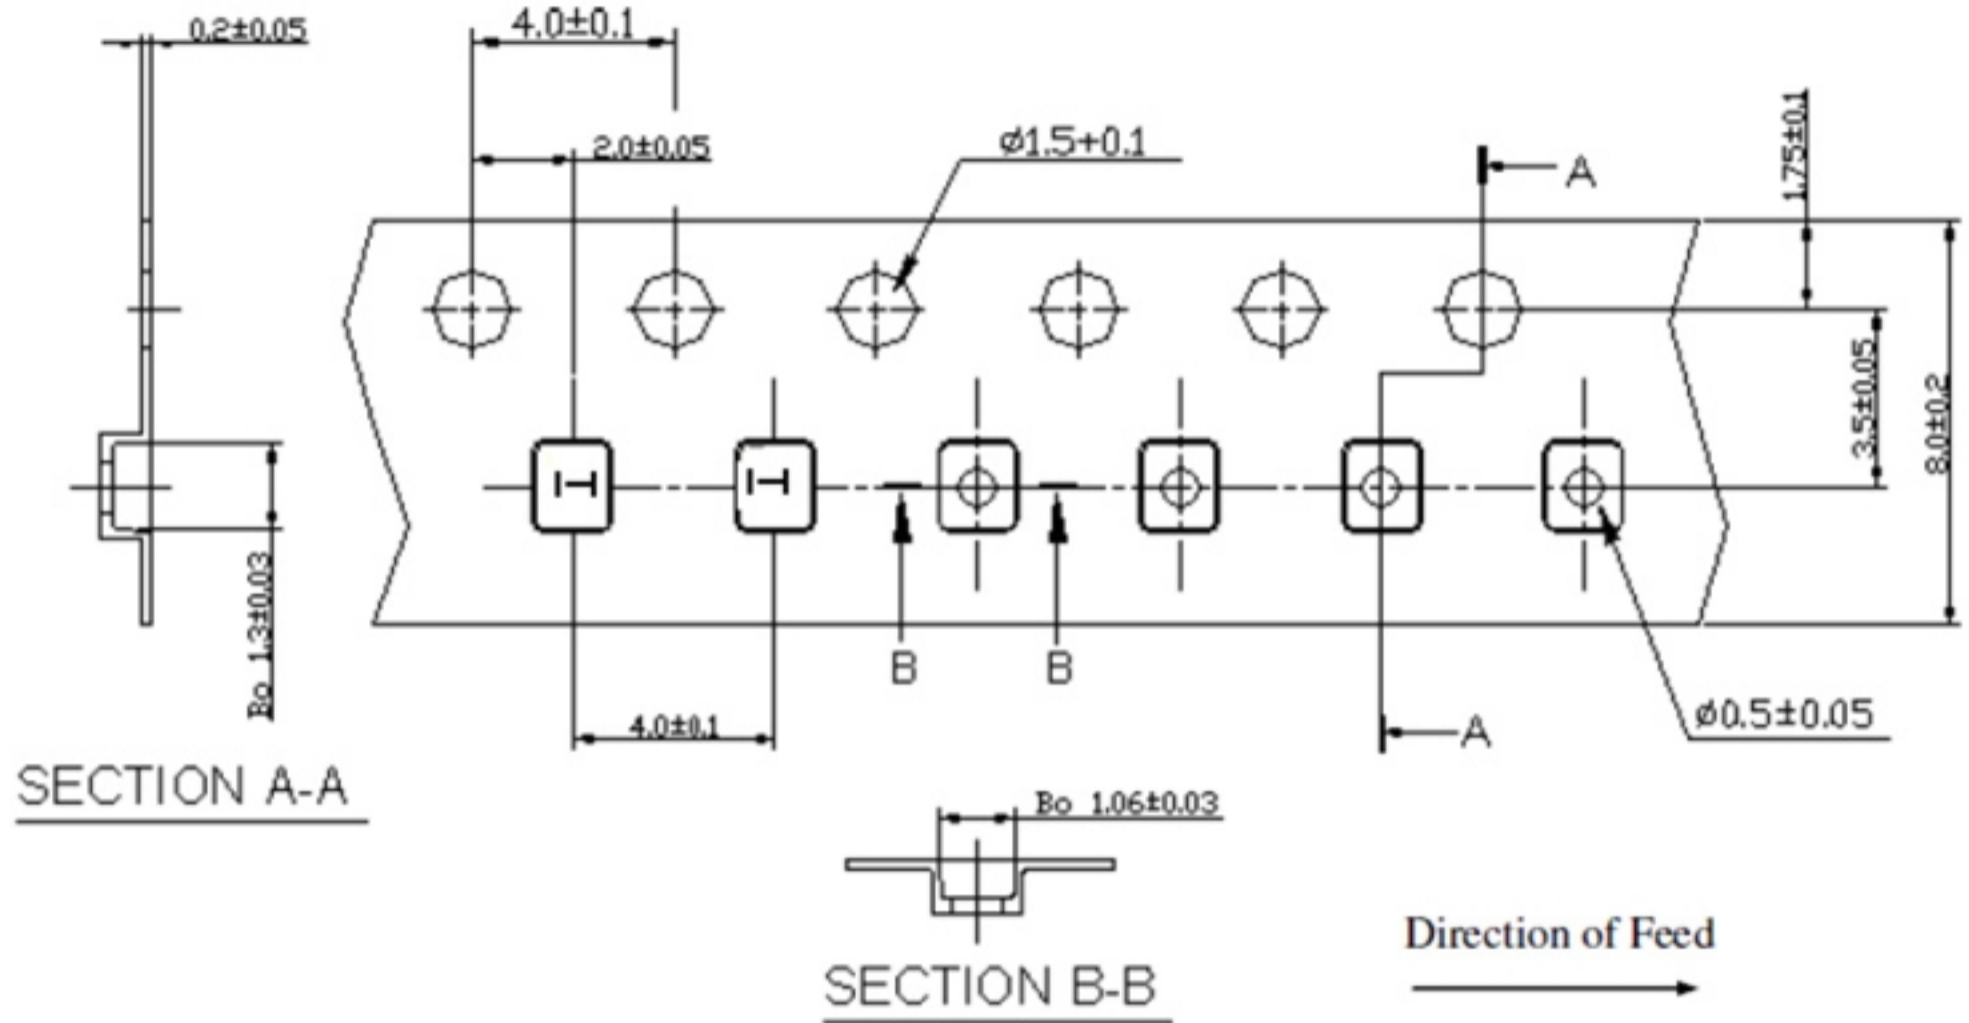 0.2±0.05
4.0±0.1
2.0±0.05
ø1.5+0.1
A
1.75±0.1
3.5±0.05
8.0±0.2
I
I
Bo 1.3±0.03
B
B
4.0±0.1
A
ø0.5±0.05
SECTION A-A
Bo 1.06±0.03
SECTION B-B
Direction of Feed